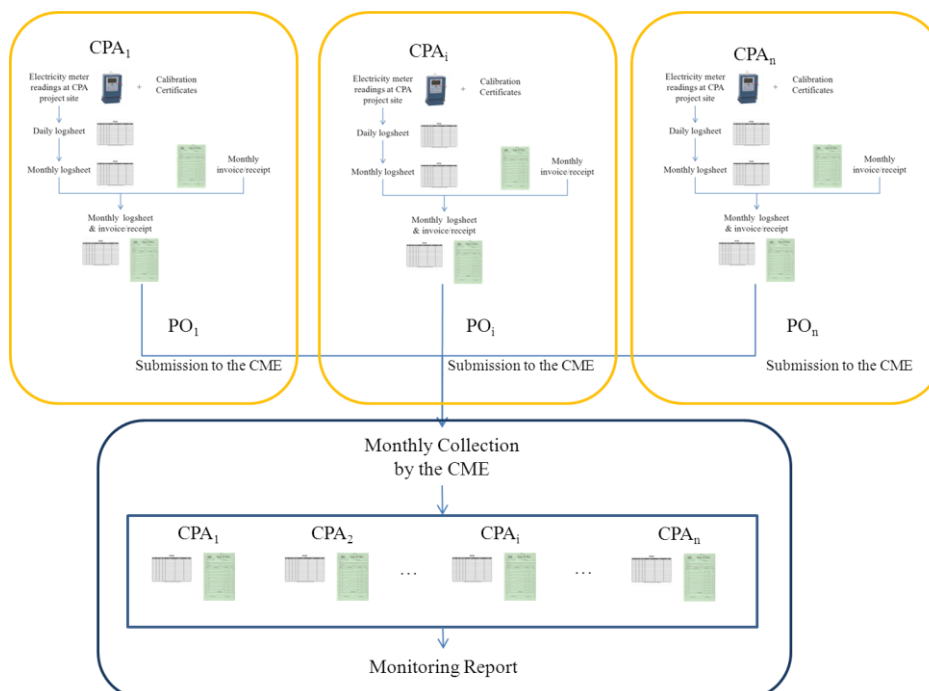 CPA₁
Electricity meter
readings at CPA
project site
+
Calibration
Certificates
Daily logsheet
Monthly logsheet
Monthly
invoice/receipt
Monthly logsheet
& invoice/receipt
PO₁
Submission to the CME
CPAᵢ
Electricity meter
readings at CPA
project site
+
Calibration
Certificates
Daily logsheet
Monthly logsheet
Monthly
invoice/receipt
Monthly logsheet
& invoice/receipt
POᵢ
Submission to the CME
CPAₙ
Electricity meter
readings at CPA
project site
+
Calibration
Certificates
Daily logsheet
Monthly logsheet
Monthly
invoice/receipt
Monthly logsheet
& invoice/receipt
POₙ
Submission to the CME
Monthly Collection
by the CME
CPA₁ CPA₂ CPAᵢ CPAₙ
... ...
Monitoring Report